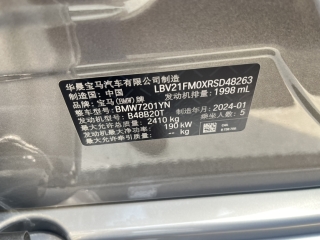 华晨宝马汽车有限公司制造
制造国：中国 LBV21FM0XRSD48263
品牌：宝马(BMW)牌 发动机排量：1998 mL
整车型号：BMW7201YN
发动机型号：B48B20T 制造年月：2024-01
最大允许总质量：2410 kg 乘坐人数：5
发动机最大净功率：190 kW
最大允许牵引质量：-- kg